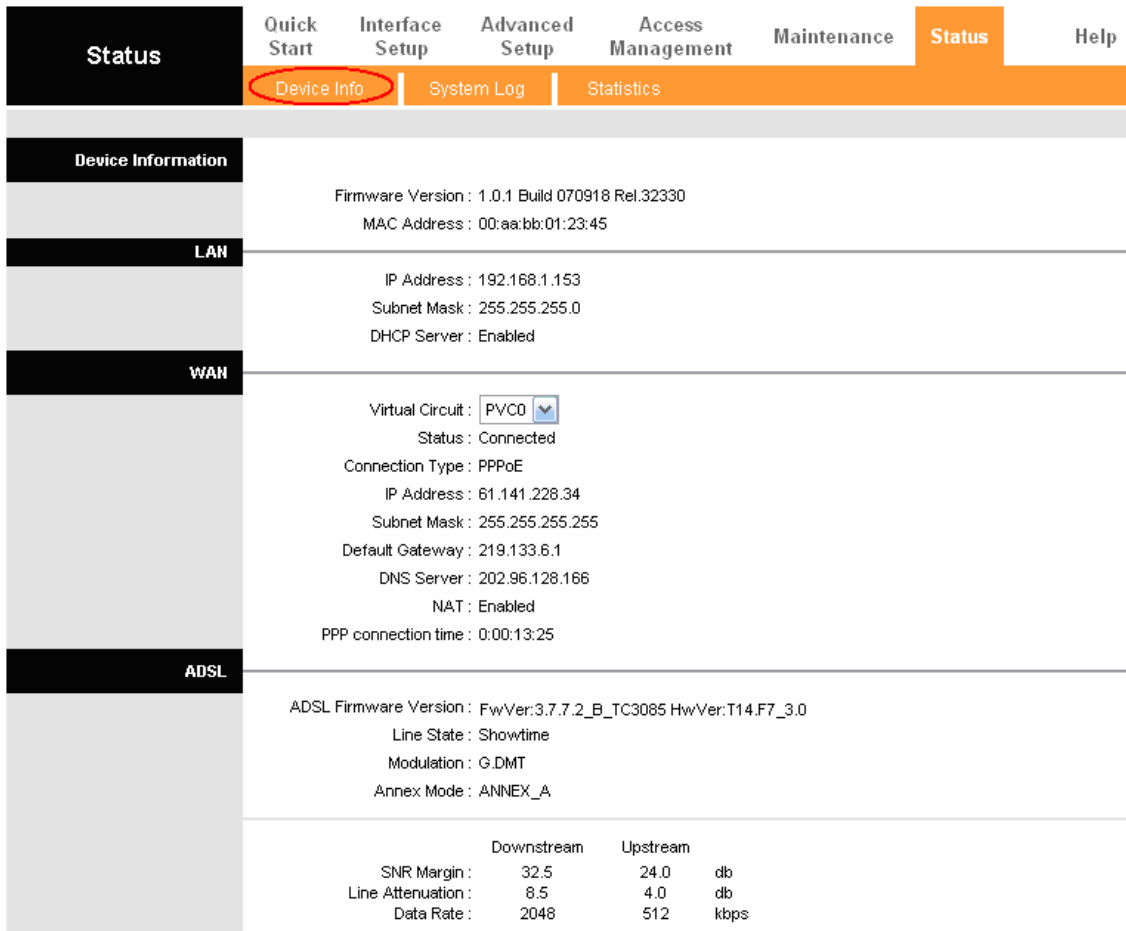 Status
Quick Start
Interface Setup
Advanced Setup
Access Management
Maintenance
Status
Help
Device Info
System Log
Statistics
Device Information
Firmware Version : 1.0.1 Build 070918 Rel.32330
MAC Address : 00:aa:bb:01:23:45
LAN
IP Address : 192.168.1.153
Subnet Mask : 255.255.255.0
DHCP Server : Enabled
WAN
Virtual Circuit : PVC0
Status : Connected
Connection Type : PPPoE
IP Address : 61.141.228.34
Subnet Mask : 255.255.255.255
Default Gateway : 219.133.6.1
DNS Server : 202.96.128.166
NAT : Enabled
PPP connection time : 0:00:13:25
ADSL
ADSL Firmware Version : FwVer:3.7.7.2_B_TC3085 HwVer:T14.F7_3.0
Line State : Showtime
Modulation : G.DMT
Annex Mode : ANNEX_A
Downstream Upstream
SNR Margin : 32.5 24.0 db
Line Attenuation : 8.5 4.0 db
Data Rate : 2048 512 kbps